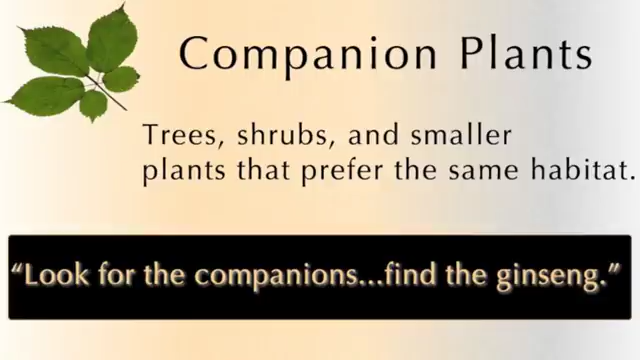 Companion Plants
Trees, shrubs, and smaller
plants that prefer the same habitat.
“Look for the companions...find the ginseng.”